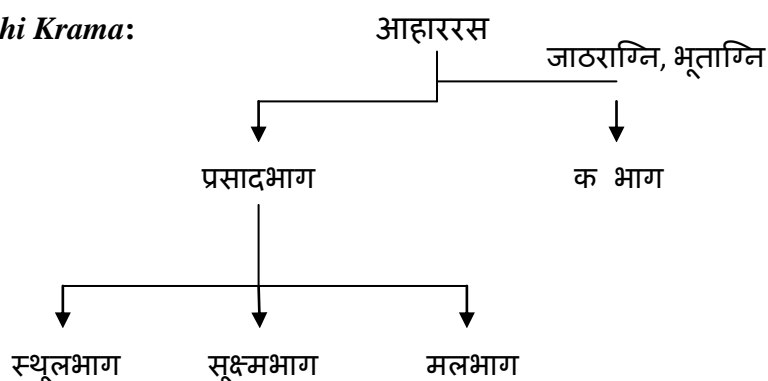 hi Krama:
आहाररस
जाठराग्नि, भूताग्नि
प्रसादभाग
क भाग
स्थूलभाग सूक्ष्मभाग मलभाग